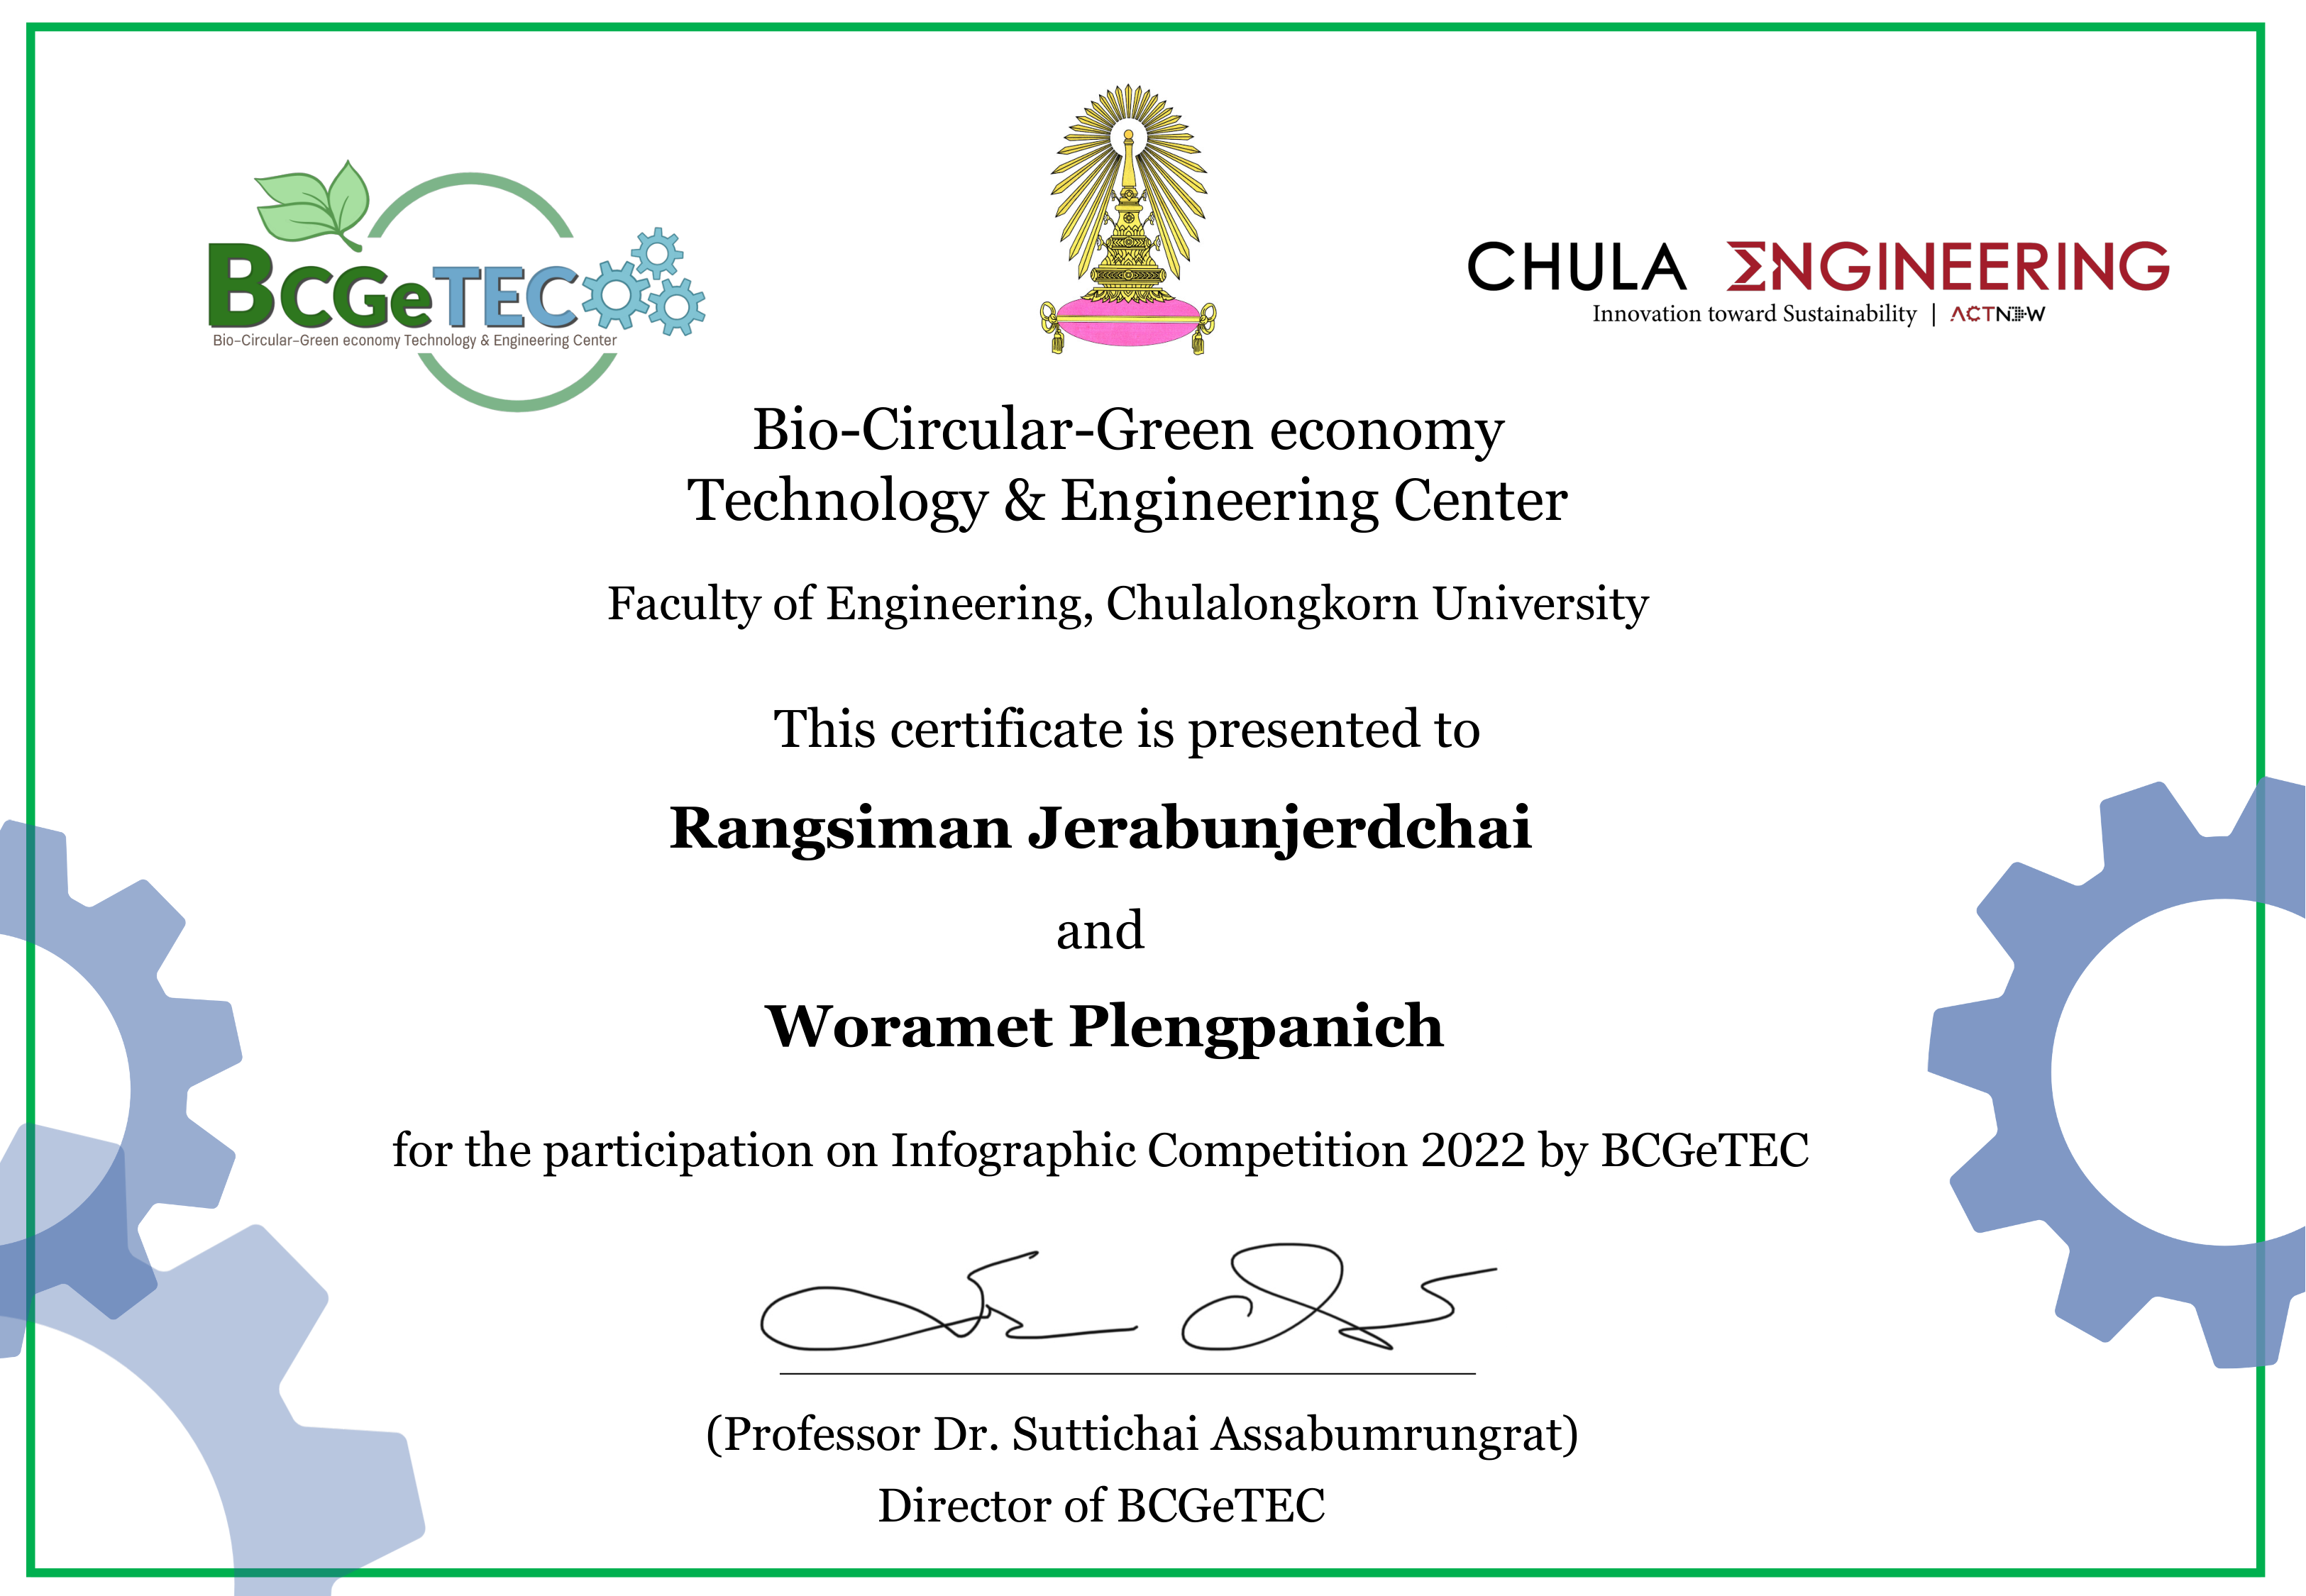 BCGeTEC
Bio-Circular-Green economy Technology & Engineering Center
CHULA ΣNGINEERING
Innovation toward Sustainability | ACTNOW
Bio-Circular-Green economy
Technology & Engineering Center
Faculty of Engineering, Chulalongkorn University
This certificate is presented to
Rangsiman Jerabunjerdchai
and
Woramet Plengpanich
for the participation on Infographic Competition 2022 by BCGeTEC
(Professor Dr. Suttichai Assabumrungrat)
Director of BCGeTEC